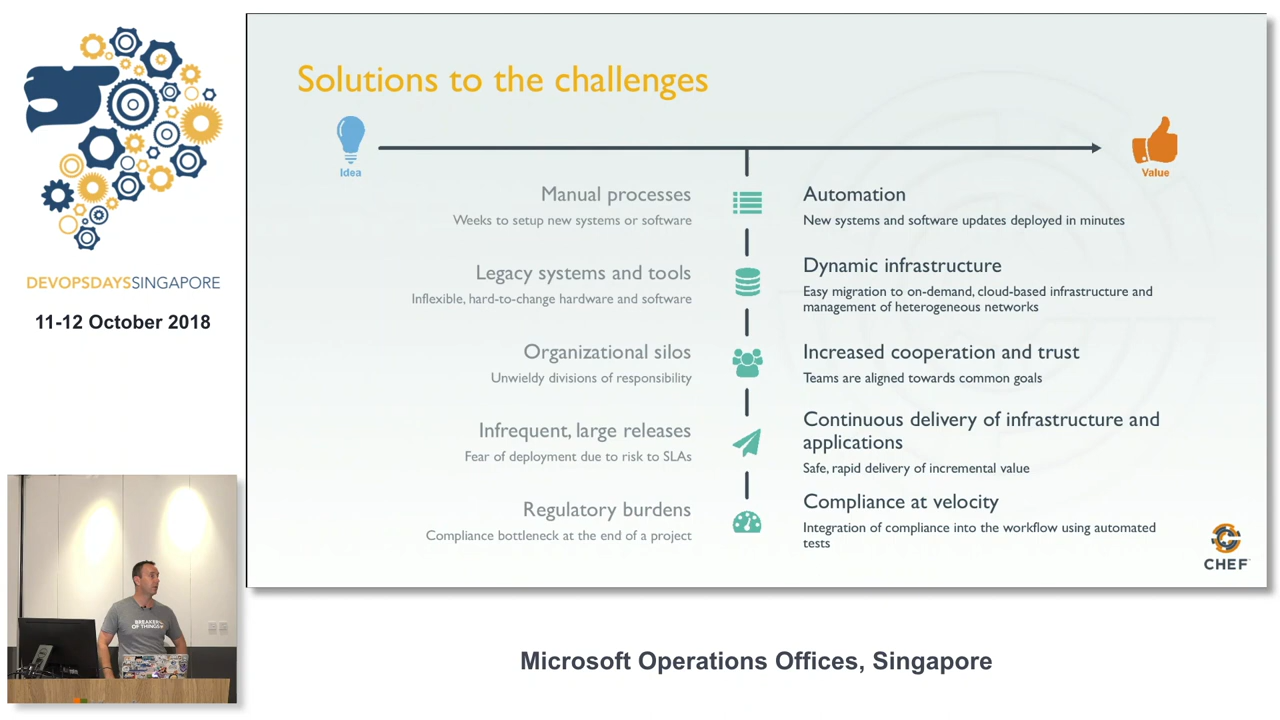 DEVOPSDAYSSINGAPORE
11-12 October 2018
Solutions to the challenges
Idea
Value
Manual processes
Weeks to setup new systems or software
Automation
New systems and software updates deployed in minutes
Legacy systems and tools
Inflexible, hard-to-change hardware and software
Dynamic infrastructure
Easy migration to on-demand, cloud-based infrastructure and
management of heterogeneous networks
Organizational silos
Unwieldy divisions of responsibility
Increased cooperation and trust
Teams are aligned towards common goals
Infrequent, large releases
Fear of deployment due to risk to SLAs
Continuous delivery of infrastructure and
applications
Safe, rapid delivery of incremental value
Regulatory burdens
Compliance bottleneck at the end of a project
Compliance at velocity
Integration of compliance into the workflow using automated
tests
CHEF
BREAKER
OF THINGS
Microsoft Operations Offices, Singapore